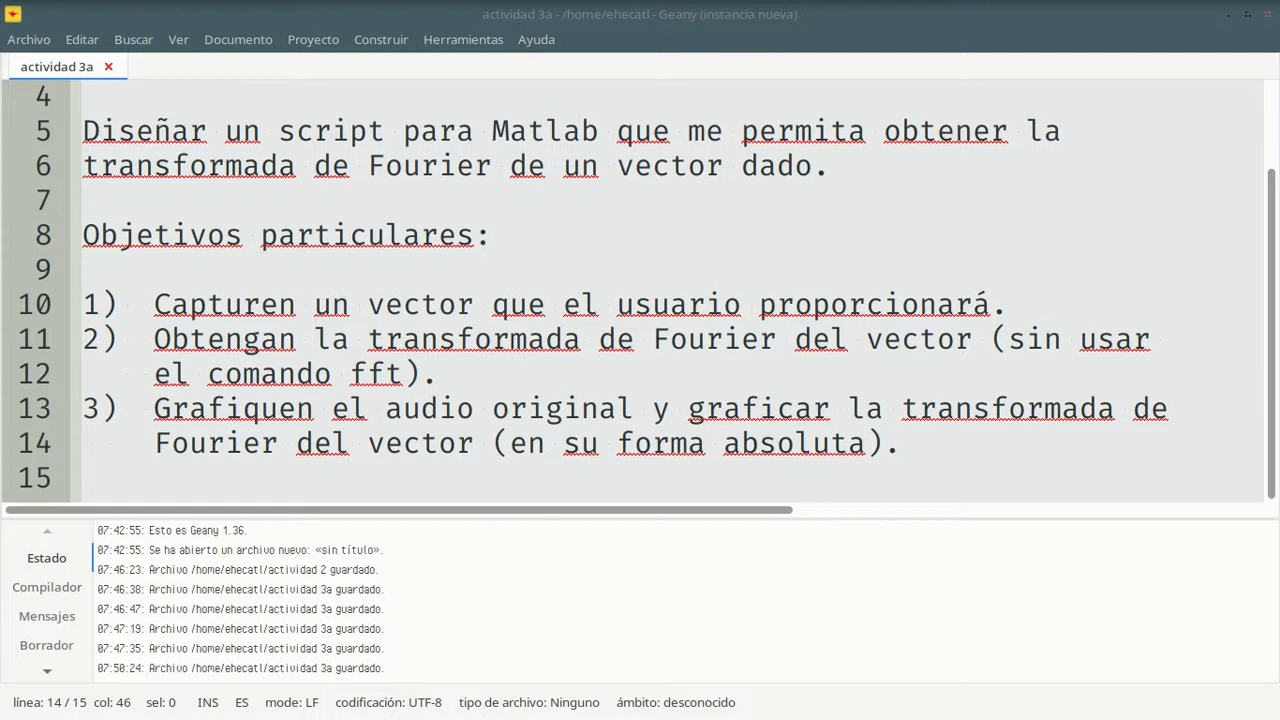 actividad 3a - /home/ehecatl - Geany (instancia nueva)
Archivo Editar Buscar Ver Documento Proyecto Construir Herramientas Ayuda
actividad 3a
4
5 Diseñar un script para Matlab que me permita obtener la
6 transformada de Fourier de un vector dado.
7
8 Objetivos particulares:
9
10 1) Capturen un vector que el usuario proporcionará.
11 2) Obtengan la transformada de Fourier del vector (sin usar
12 el comando fft).
13 3) Grafiquen el audio original y graficar la transformada de
14 Fourier del vector (en su forma absoluta).
15
Estado
Compilador
Mensajes
Borrador
07:42:55: Esto es Geany 1.36.
07:42:55: Se ha abierto un archivo nuevo: «sin título».
07:46:23: Archivo /home/ehecatl/actividad 2 guardado.
07:46:38: Archivo /home/ehecatl/actividad 3a guardado.
07:46:47: Archivo /home/ehecatl/actividad 3a guardado.
07:47:19: Archivo /home/ehecatl/actividad 3a guardado.
07:47:35: Archivo /home/ehecatl/actividad 3a guardado.
07:50:24: Archivo /home/ehecatl/actividad 3a guardado.
línea: 14 / 15 col: 46 sel: 0 INS ES mode: LF codificación: UTF-8 tipo de archivo: Ninguno ámbito: desconocido